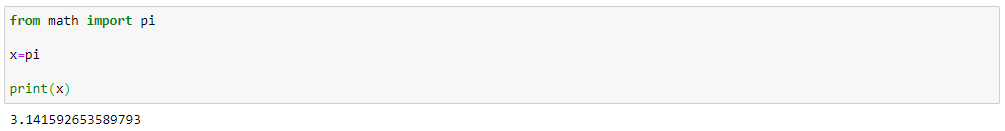 from math import pi
x=pi
print(x)
3.141592653589793